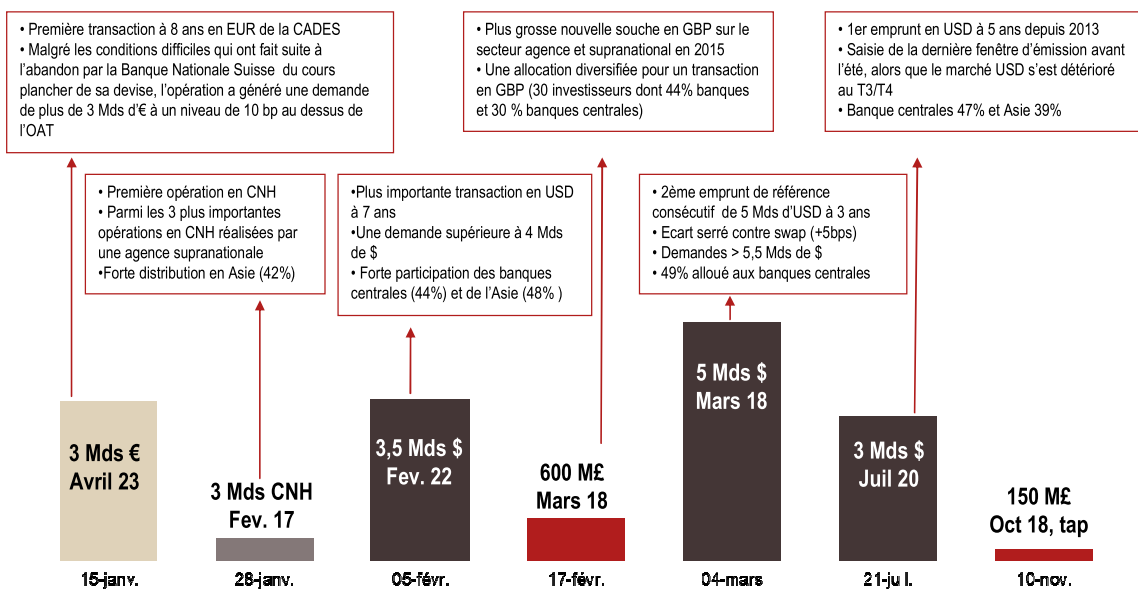 • Première transaction à 8 ans en EUR de la CADES
• Malgré les conditions difficiles qui ont fait suite à
l’abandon par la Banque Nationale Suisse du cours
plancher de sa devise, l’opération a généré une demande
de plus de 3 Mds d’€ à un niveau de 10 bp au dessus de
l’OAT
• Plus grosse nouvelle souche en GBP sur le
secteur agence et supranational en 2015
• Une allocation diversifiée pour un transaction
en GBP (30 investisseurs dont 44% banques
et 30 % banques centrales)
• 1er emprunt en USD à 5 ans depuis 2013
• Saisie de la dernière fenêtre d’émission avant
l’été, alors que le marché USD s’est détérioré
au T3/T4
• Banque centrales 47% et Asie 39%
• Première opération en CNH
• Parmi les 3 plus importantes
opérations en CNH réalisées par
une agence supranationale
•Forte distribution en Asie (42%)
•Plus importante transaction en USD
à 7 ans
•Une demande supérieure à 4 Mds
de $
• Forte participation des banques
centrales (44%) et de l’Asie (48% )
• 2ème emprunt de référence
consécutif de 5 Mds d’USD à 3 ans
• Ecart serré contre swap (+5bps)
• Demandes > 5,5 Mds de $
• 49% alloué aux banques centrales
3 Mds €
Avril 23
3 Mds CNH
Fev. 17
3,5 Mds $
Fev. 22
600 M£
Mars 18
5 Mds $
Mars 18
3 Mds $
Juil 20
150 M£
Oct 18, tap
15-janv.
28-janv.
05-févr.
17-févr.
04-mars
21-jui l.
10-nov.